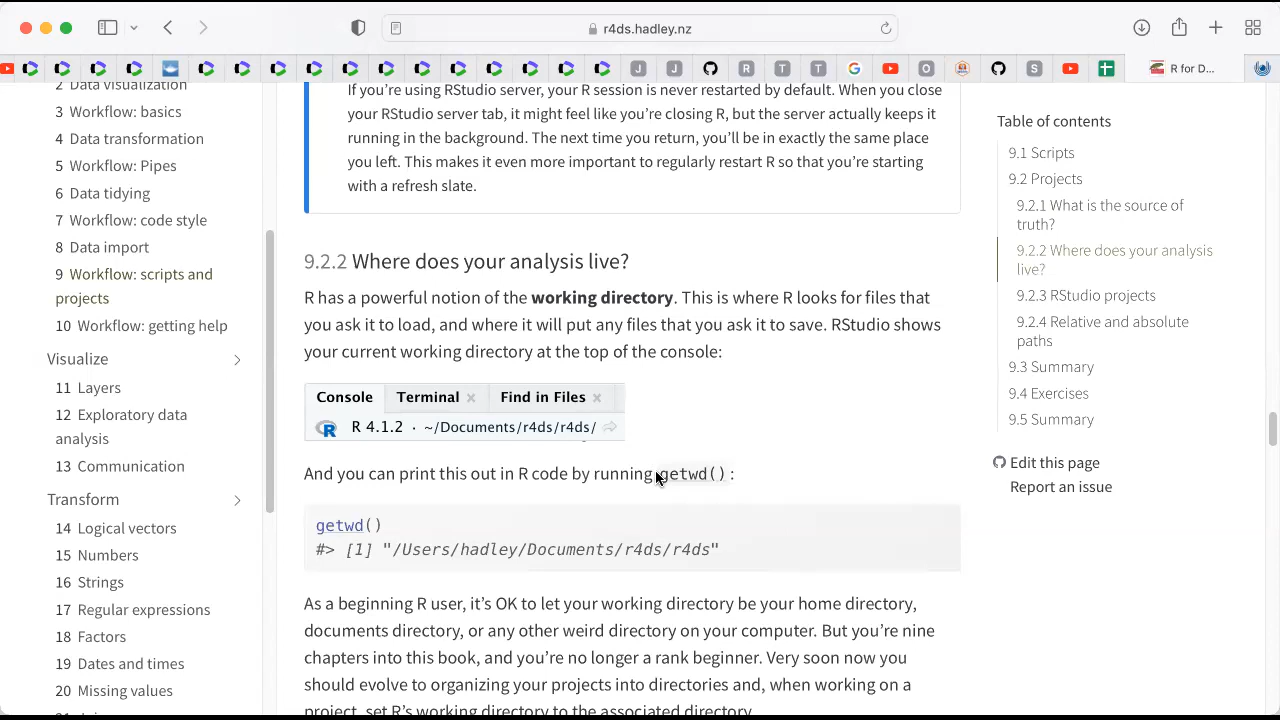 r4ds.hadley.nz
J
J
R
T
T
O
S
R for D...
2 Data visualization
3 Workflow: basics
4 Data transformation
5 Workflow: Pipes
6 Data tidying
7 Workflow: code style
8 Data import
9 Workflow: scripts and
projects
10 Workflow: getting help
Visualize
11 Layers
12 Exploratory data
analysis
13 Communication
Transform
14 Logical vectors
15 Numbers
16 Strings
17 Regular expressions
18 Factors
19 Dates and times
20 Missing values
If you’re using RStudio server, your R session is never restarted by default. When you close
your RStudio server tab, it might feel like you’re closing R, but the server actually keeps it
running in the background. The next time you return, you’ll be in exactly the same place
you left. This makes it even more important to regularly restart R so that you’re starting
with a refresh slate.
9.2.2 Where does your analysis live?
R has a powerful notion of the working directory. This is where R looks for files that
you ask it to load, and where it will put any files that you ask it to save. RStudio shows
your current working directory at the top of the console:
Console Terminal × Find in Files ×
R R 4.1.2 · ~/Documents/r4ds/r4ds/
And you can print this out in R code by running getwd():
getwd()
#> [1] "/Users/hadley/Documents/r4ds/r4ds"
As a beginning R user, it’s OK to let your working directory be your home directory,
documents directory, or any other weird directory on your computer. But you’re nine
chapters into this book, and you’re no longer a rank beginner. Very soon now you
should evolve to organizing your projects into directories and, when working on a
project, set R’s working directory to the associated directory.
Table of contents
9.1 Scripts
9.2 Projects
9.2.1 What is the source of
truth?
9.2.2 Where does your analysis
live?
9.2.3 RStudio projects
9.2.4 Relative and absolute
paths
9.3 Summary
9.4 Exercises
9.5 Summary
Edit this page
Report an issue